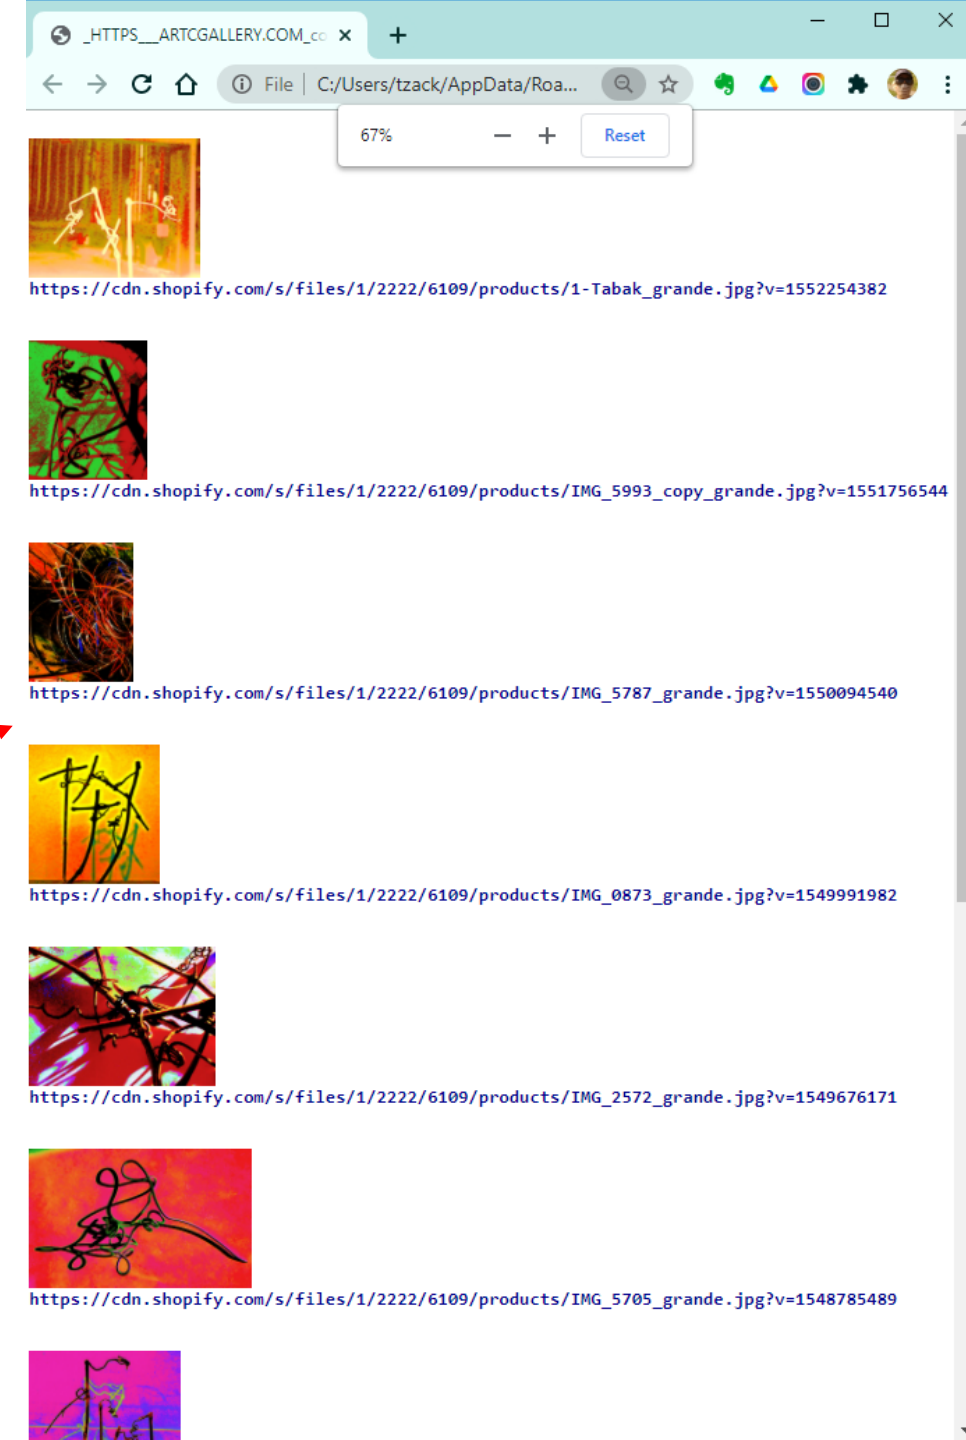 _HTTPS__ARTCGALLERY.COM_co
File | C:/Users/tzack/AppData/Roa...
67% Reset
https://cdn.shopify.com/s/files/1/2222/6109/products/1-Tabak_grande.jpg?v=1552254382
https://cdn.shopify.com/s/files/1/2222/6109/products/IMG_5993_copy_grande.jpg?v=1551756544
https://cdn.shopify.com/s/files/1/2222/6109/products/IMG_5787_grande.jpg?v=1550094540
https://cdn.shopify.com/s/files/1/2222/6109/products/IMG_0873_grande.jpg?v=1549991982
https://cdn.shopify.com/s/files/1/2222/6109/products/IMG_2572_grande.jpg?v=1549676171
https://cdn.shopify.com/s/files/1/2222/6109/products/IMG_5705_grande.jpg?v=1548785489